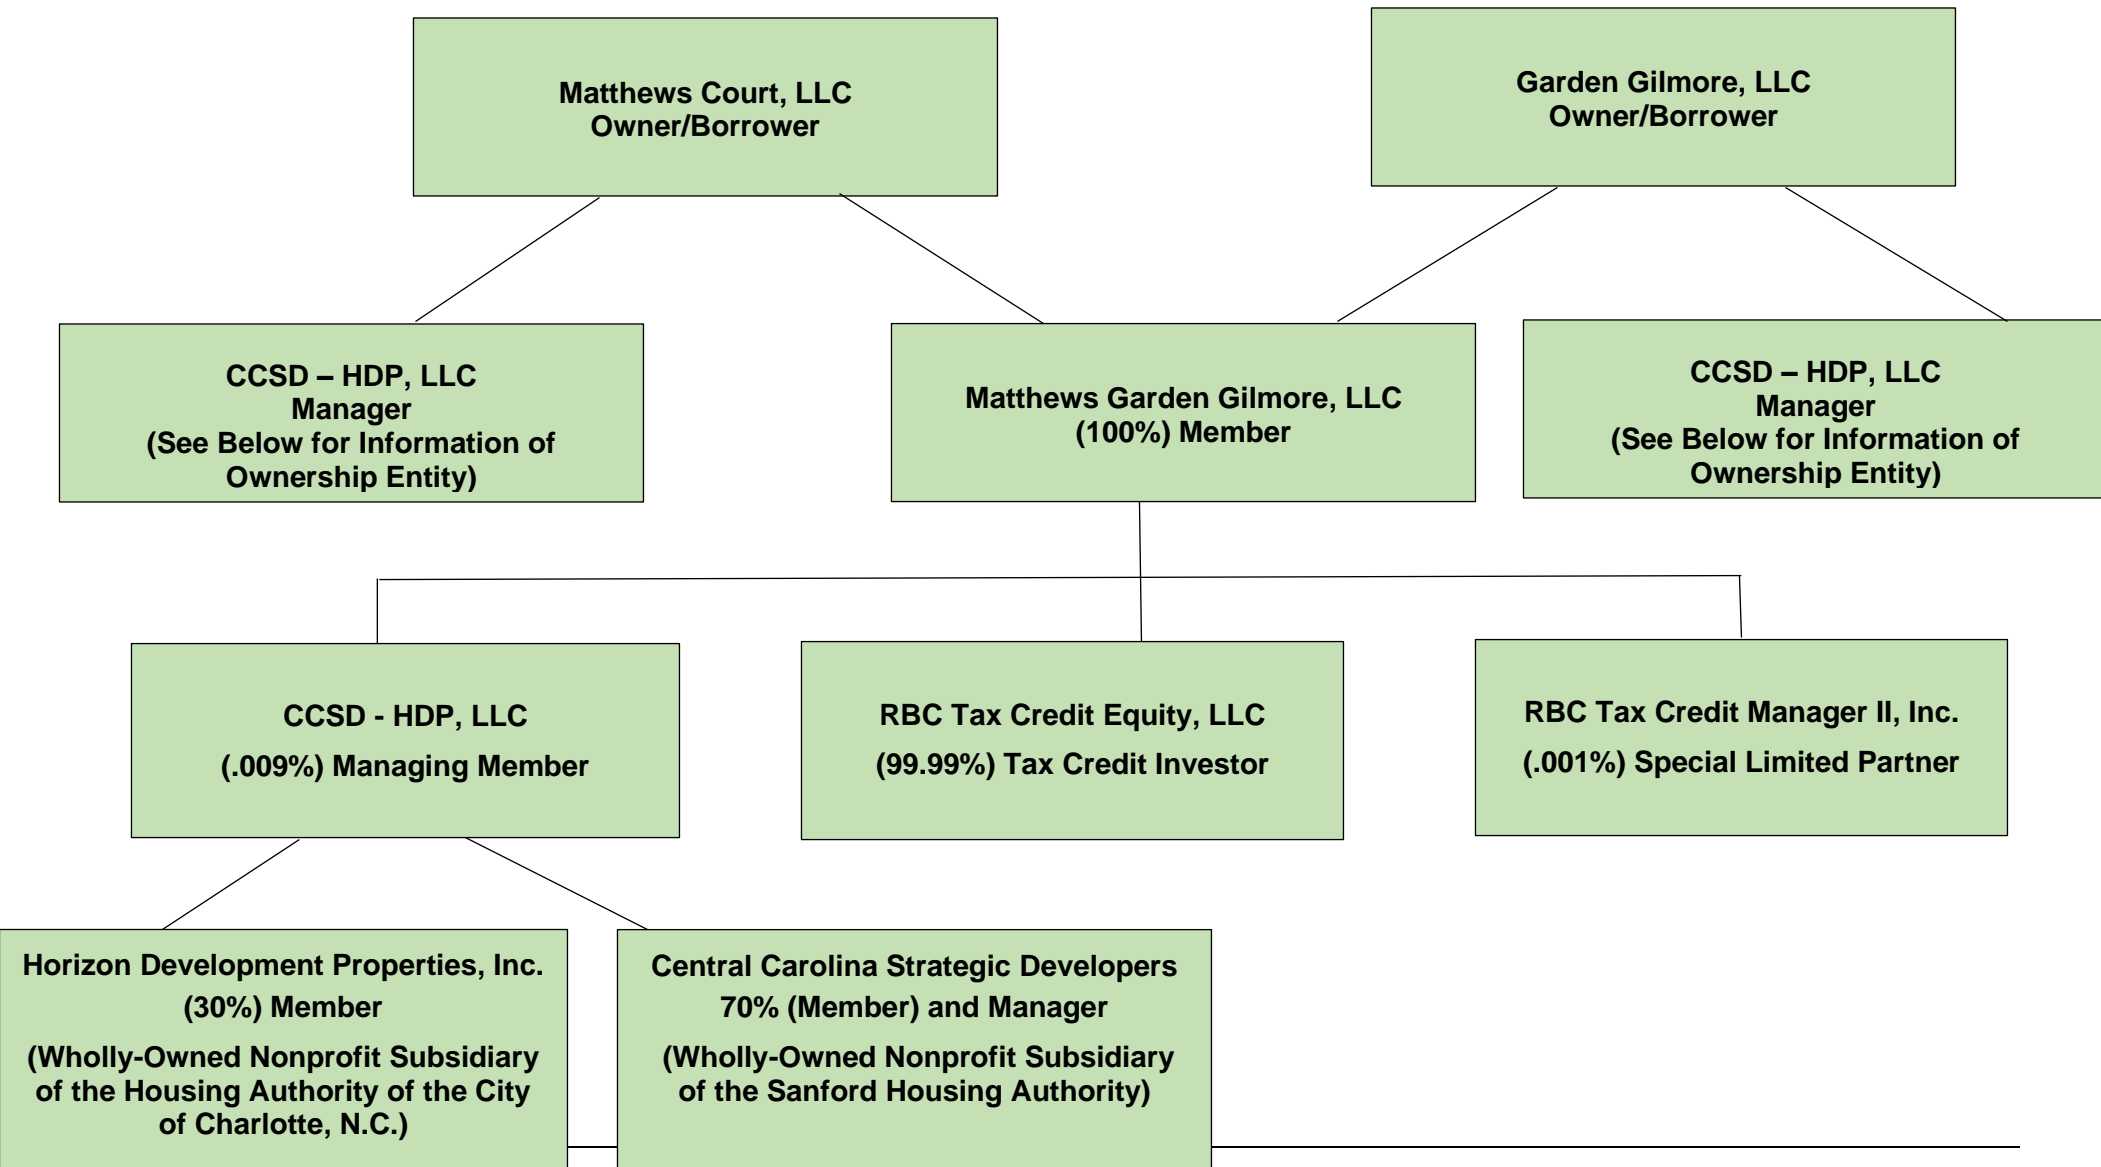 Matthews Court, LLC
Owner/Borrower
Garden Gilmore, LLC
Owner/Borrower
CCSD – HDP, LLC
Manager
(See Below for Information of
Ownership Entity)
Matthews Garden Gilmore, LLC
(100%) Member
CCSD – HDP, LLC
Manager
(See Below for Information of
Ownership Entity)
CCSD - HDP, LLC
(.009%) Managing Member
RBC Tax Credit Equity, LLC
(99.99%) Tax Credit Investor
RBC Tax Credit Manager II, Inc.
(.001%) Special Limited Partner
Horizon Development Properties, Inc.
(30%) Member
(Wholly-Owned Nonprofit Subsidiary
of the Housing Authority of the City
of Charlotte, N.C.)
Central Carolina Strategic Developers
70% (Member) and Manager
(Wholly-Owned Nonprofit Subsidiary
of the Sanford Housing Authority)